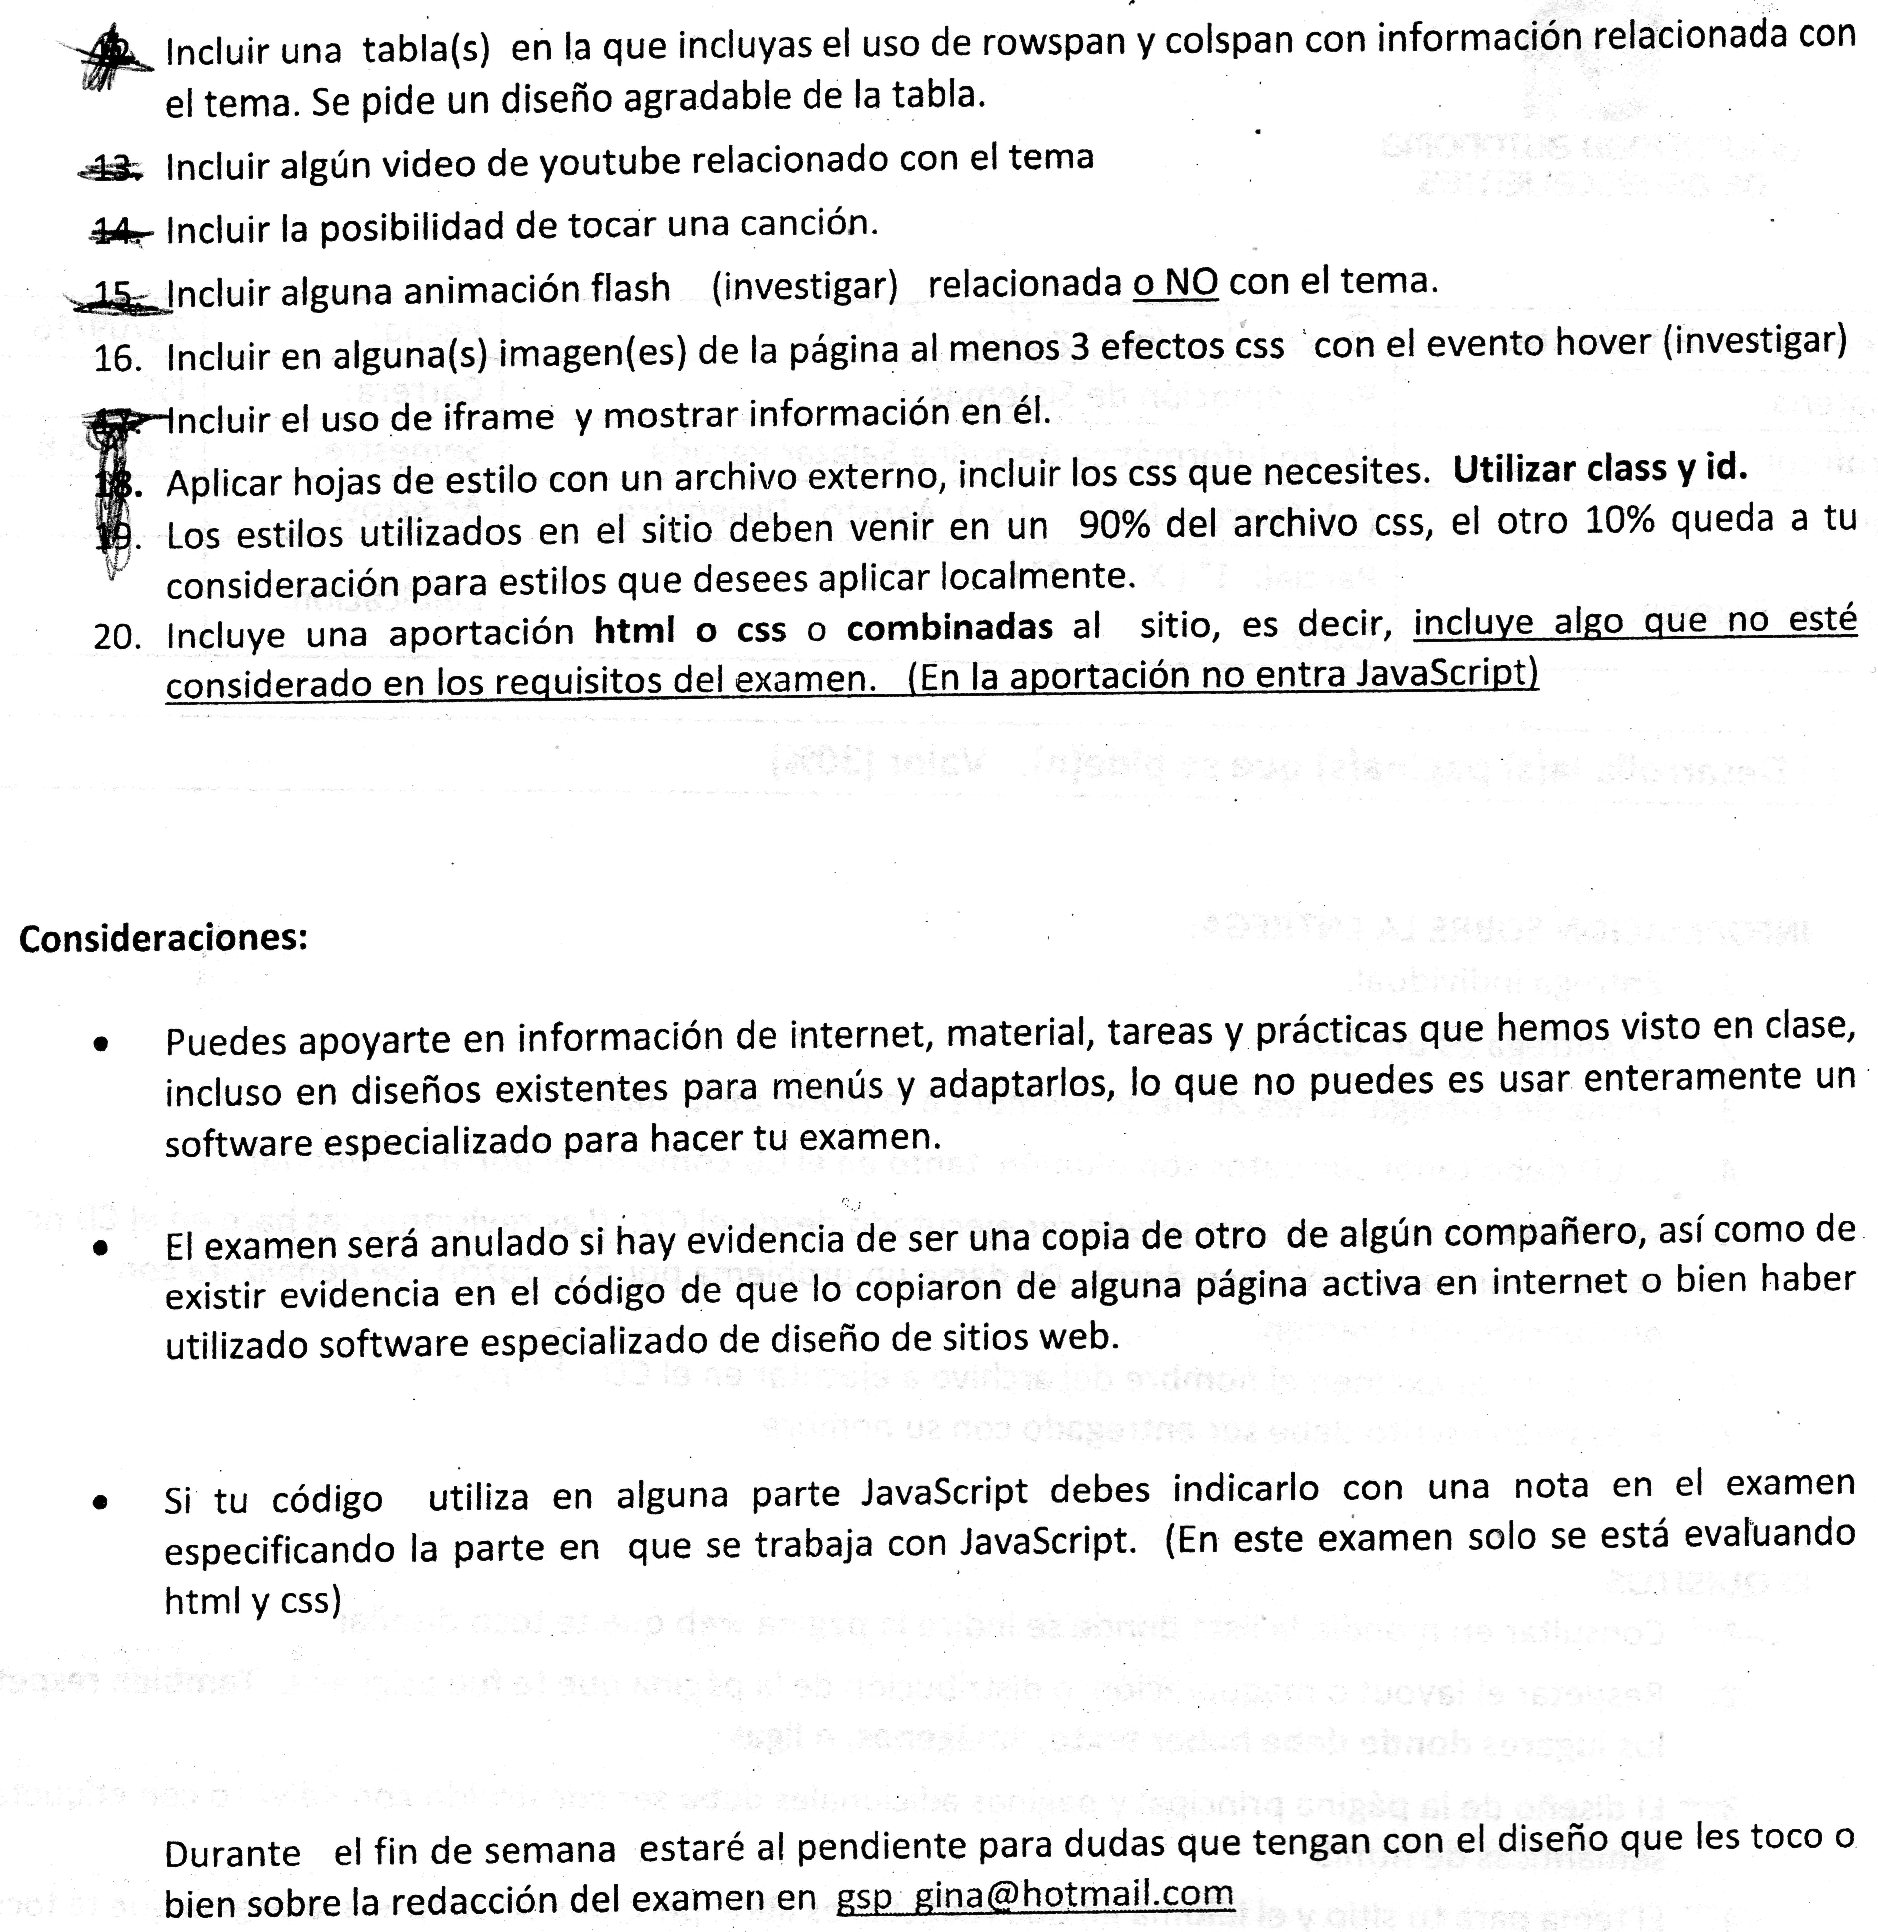 12. Incluir una tabla(s) en la que incluyas el uso de rowspan y colspan con información relacionada con
el tema. Se pide un diseño agradable de la tabla.
13. Incluir algún video de youtube relacionado con el tema
14. Incluir la posibilidad de tocar una canción.
15. Incluir alguna animación flash (investigar) relacionada o NO con el tema.
16. Incluir en alguna(s) imagen(es) de la página al menos 3 efectos css con el evento hover (investigar)
17. Incluir el uso de iframe y mostrar información en él.
18. Aplicar hojas de estilo con un archivo externo, incluir los css que necesites. Utilizar class y id.
19. Los estilos utilizados en el sitio deben venir en un 90% del archivo css, el otro 10% queda a tu
consideración para estilos que desees aplicar localmente.
20. Incluye una aportación html o css o combinadas al sitio, es decir, incluye algo que no esté
considerado en los requisitos del examen. (En la aportación no entra JavaScript)
Desarrolla la(s) pagina(s) que se pide(n). Valor (30%)
Consideraciones:
INFORMACIÓN SOBRE LA ENTREGA
• Puedes apoyarte en información de internet, material, tareas y prácticas que hemos visto en clase,
incluso en diseños existentes para menús y adaptarlos, lo que no puedes es usar enteramente un
software especializado para hacer tu examen.
• El examen será anulado si hay evidencia de ser una copia de otro de algún compañero, así como de
existir evidencia en el código de que lo copiaron de alguna página activa en internet o bien haber
utilizado software especializado de diseño de sitios web.
• Si tu código utiliza en alguna parte JavaScript debes indicarlo con una nota en el examen
especificando la parte en que se trabaja con JavaScript. (En este examen solo se está evaluando
html y css)
Durante el fin de semana estaré al pendiente para dudas que tengan con el diseño que les toco o
bien sobre la redacción del examen en gsp_gina@hotmail.com